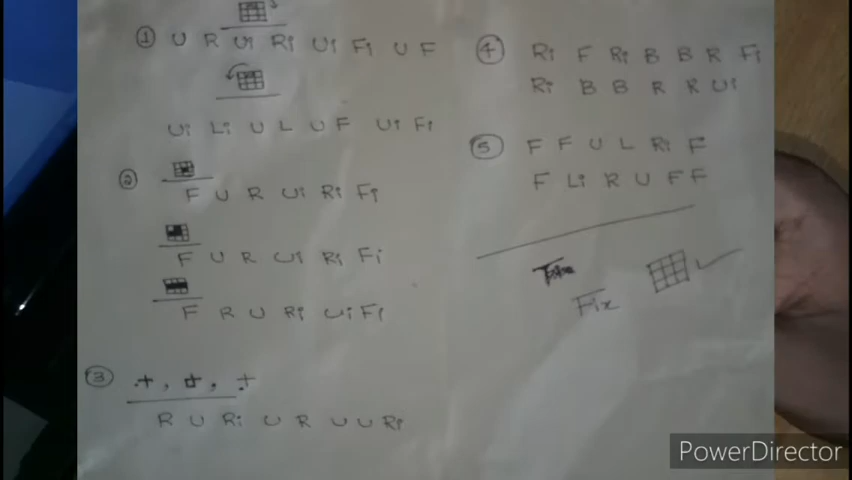 ① U R Ui Ri Ui Fi U F
Ui Li U L U F Ui Fi
② F U R Ui Ri Fi
F U R Ui Ri Fi
F R U Ri Ui Fi
③ R U Ri U R U U Ri
④ Ri F Ri B B R Fi
Ri B B R R Ui
⑤ F F U L Ri F
F Li R U F F
Fix
PowerDirector